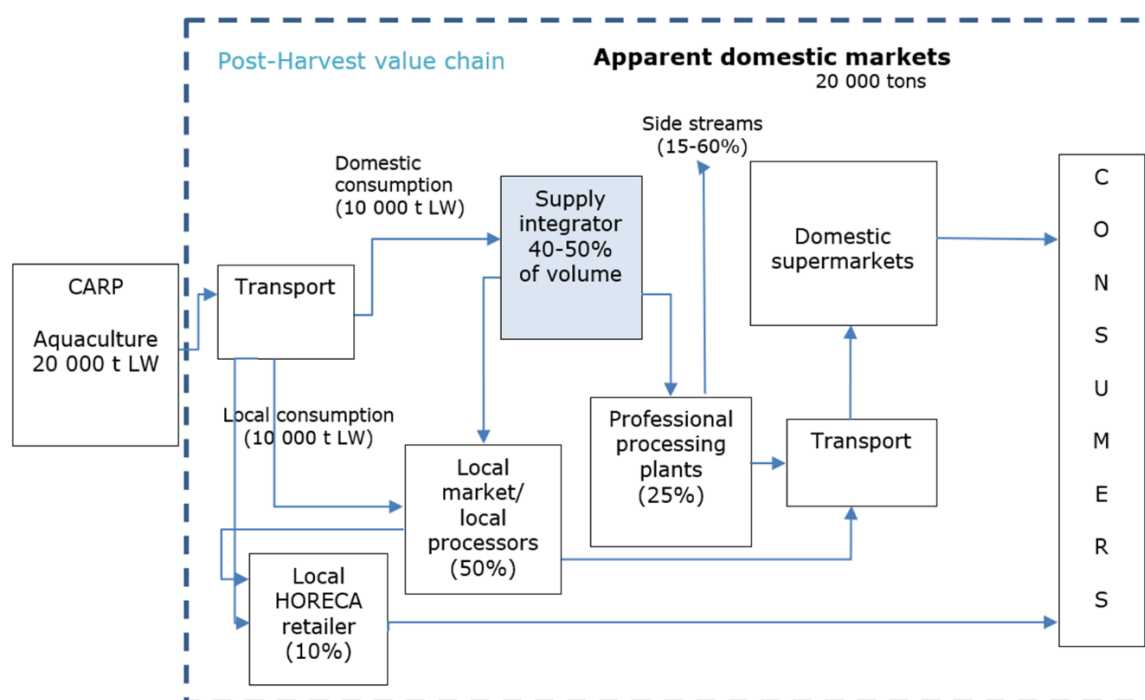 Post-Harvest value chain
Apparent domestic markets
20 000 tons
Side streams
(15-60%)
Domestic
consumption
(10 000 t LW)
Supply
integrator
40-50%
of volume
Domestic
supermarkets
C
O
N
S
U
M
E
R
S
CARP
Aquaculture
20 000 t LW
Transport
Local consumption
(10 000 t LW)
Local
market/
local
processors
(50%)
Professional
processing
plants
(25%)
Transport
Local
HORECA
retailer
(10%)